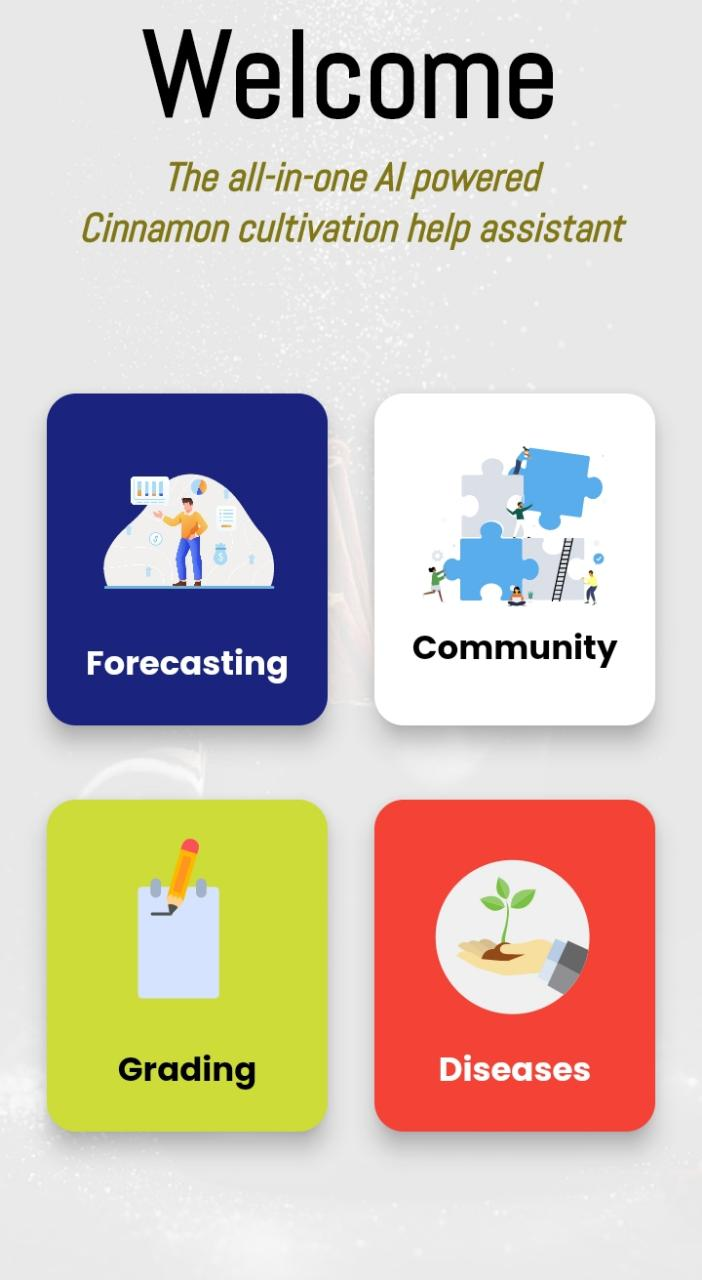 Welcome
The all-in-one AI powered
Cinnamon cultivation help assistant
Forecasting
Community
Grading
Diseases